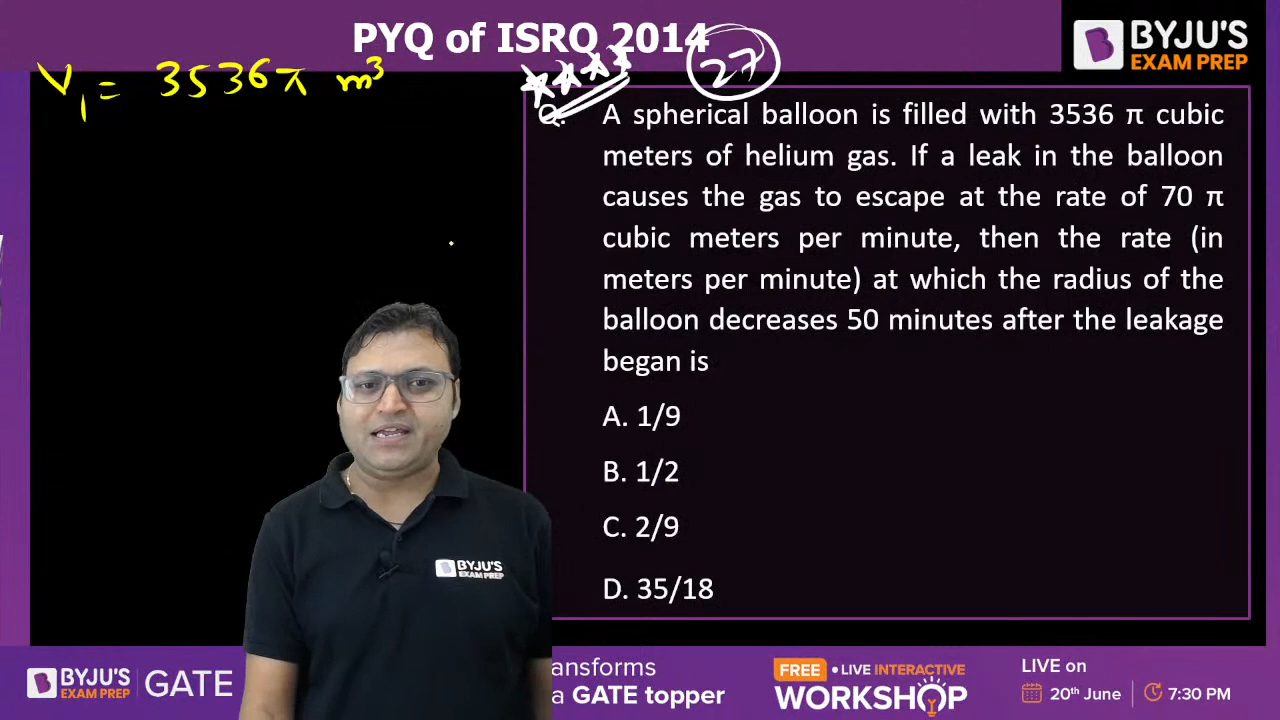 PYQ of ISRO 2014
BYJU'S
EXAM PREP
V1 = 3536π m³
27
Q. A spherical balloon is filled with 3536 π cubic
meters of helium gas. If a leak in the balloon
causes the gas to escape at the rate of 70 π
cubic meters per minute, then the rate (in
meters per minute) at which the radius of the
balloon decreases 50 minutes after the leakage
began is
A. 1/9
B. 1/2
C. 2/9
D. 35/18
BYJU'S
EXAM PREP
BYJU'S
EXAM PREP
GATE
ansforms
a GATE topper
FREE • LIVE INTERACTIVE
WORKSHOP
LIVE on
20th June
7:30 PM